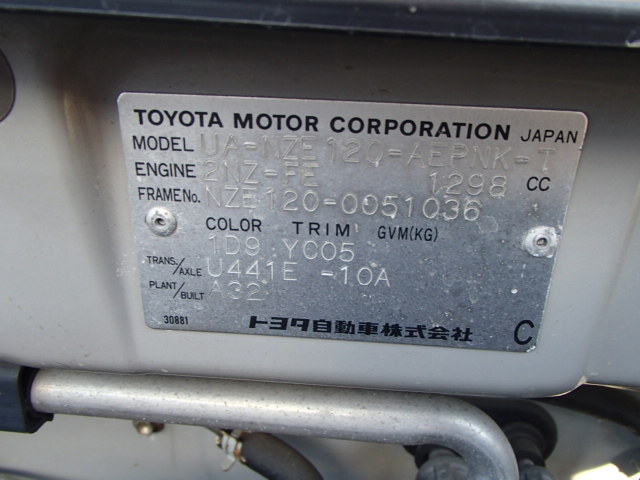 TOYOTA MOTOR CORPORATION JAPAN
MODEL UA-NZE120-AEPNK-T
ENGINE 2NZ-FE 1298 CC
FRAME No. NZE120-0051036
COLOR TRIM GVM(KG)
1D9 YC05
TRANS./AXLE U441E -10A
PLANT/BUILT A32
30881 トヨタ自動車株式会社 C